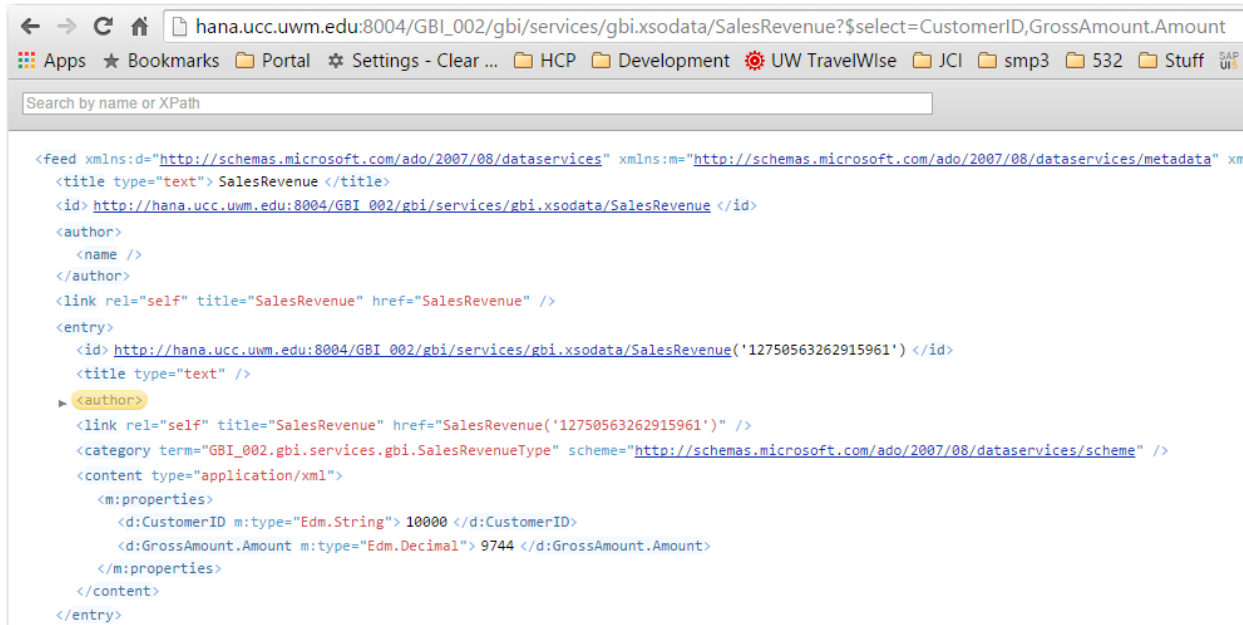 hana.ucc.uwm.edu:8004/GBI_002/gbi/services/gbi.xsodata/SalesRevenue?$select=CustomerID,GrossAmount.Amount
Apps Bookmarks Portal Settings - Clear ... HCP Development UW TravelWIse JCI smp3 532 Stuff SAP UI5
Search by name or XPath
<feed xmlns:d="http://schemas.microsoft.com/ado/2007/08/dataservices" xmlns:m="http://schemas.microsoft.com/ado/2007/08/dataservices/metadata" xm
<title type="text"> SalesRevenue </title>
<id> http://hana.ucc.uwm.edu:8004/GBI_002/gbi/services/gbi.xsodata/SalesRevenue </id>
<author>
<name />
</author>
<link rel="self" title="SalesRevenue" href="SalesRevenue" />
<entry>
<id> http://hana.ucc.uwm.edu:8004/GBI_002/gbi/services/gbi.xsodata/SalesRevenue('12750563262915961') </id>
<title type="text" />
<author>
<link rel="self" title="SalesRevenue" href="SalesRevenue('12750563262915961')" />
<category term="GBI_002.gbi.services.gbi.SalesRevenueType" scheme="http://schemas.microsoft.com/ado/2007/08/dataservices/scheme" />
<content type="application/xml">
<m:properties>
<d:CustomerID m:type="Edm.String"> 10000 </d:CustomerID>
<d:GrossAmount.Amount m:type="Edm.Decimal"> 9744 </d:GrossAmount.Amount>
</m:properties>
</content>
</entry>